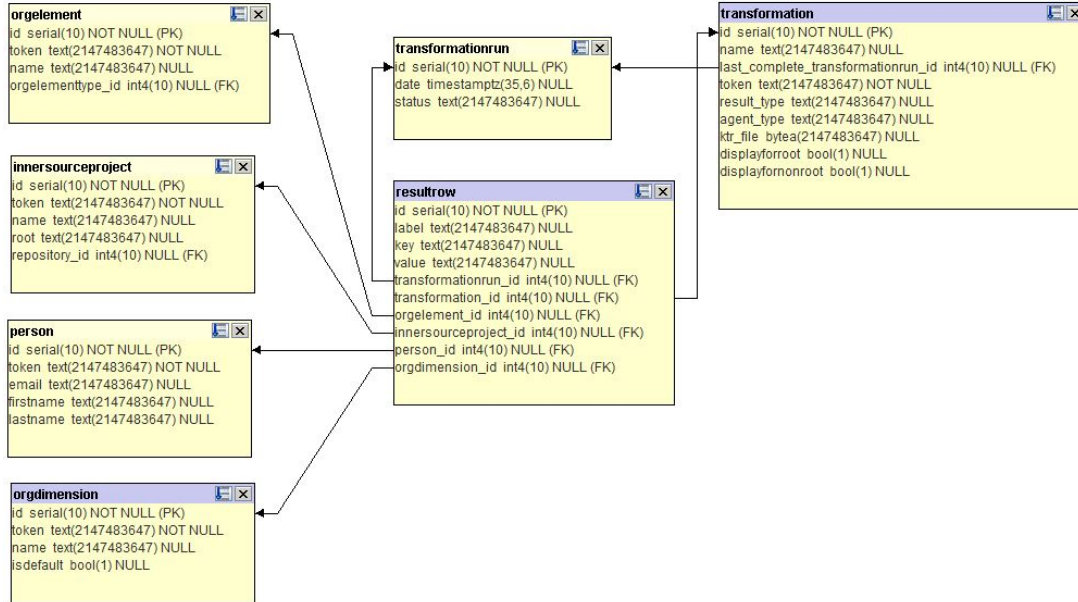 orgelement
id serial(10) NOT NULL (PK)
token text(2147483647) NOT NULL
name text(2147483647) NULL
orgelementtype_id int4(10) NULL (FK)
innersourceproject
id serial(10) NOT NULL (PK)
token text(2147483647) NOT NULL
name text(2147483647) NULL
root text(2147483647) NULL
repository_id int4(10) NULL (FK)
person
id serial(10) NOT NULL (PK)
token text(2147483647) NOT NULL
email text(2147483647) NULL
firstname text(2147483647) NULL
lastname text(2147483647) NULL
orgdimension
id serial(10) NOT NULL (PK)
token text(2147483647) NOT NULL
name text(2147483647) NULL
isdefault bool(1) NULL
transformationrun
id serial(10) NOT NULL (PK)
date timestamptz(35,6) NULL
status text(2147483647) NULL
resultrow
id serial(10) NOT NULL (PK)
label text(2147483647) NULL
key text(2147483647) NULL
value text(2147483647) NULL
transformationrun_id int4(10) NULL (FK)
transformation_id int4(10) NULL (FK)
orgelement_id int4(10) NULL (FK)
innersourceproject_id int4(10) NULL (FK)
person_id int4(10) NULL (FK)
orgdimension_id int4(10) NULL (FK)
transformation
id serial(10) NOT NULL (PK)
name text(2147483647) NULL
last_complete_transformationrun_id int4(10) NULL (FK)
token text(2147483647) NOT NULL
result_type text(2147483647) NULL
agent_type text(2147483647) NULL
ktr_file bytea(2147483647) NULL
displayforroot bool(1) NULL
displayfornonroot bool(1) NULL